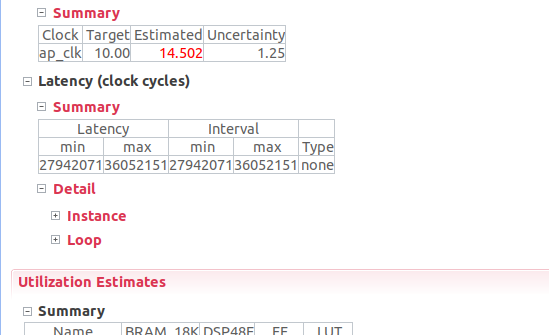 Summary
Clock Target Estimated Uncertainty
ap_clk 10.00 14.502 1.25
Latency (clock cycles)
Summary
Latency Interval
min max min max Type
27942071 36052151 27942071 36052151 none
Detail
Instance
Loop
Utilization Estimates
Summary
Name BRAM_18K DSP48E FF LUT